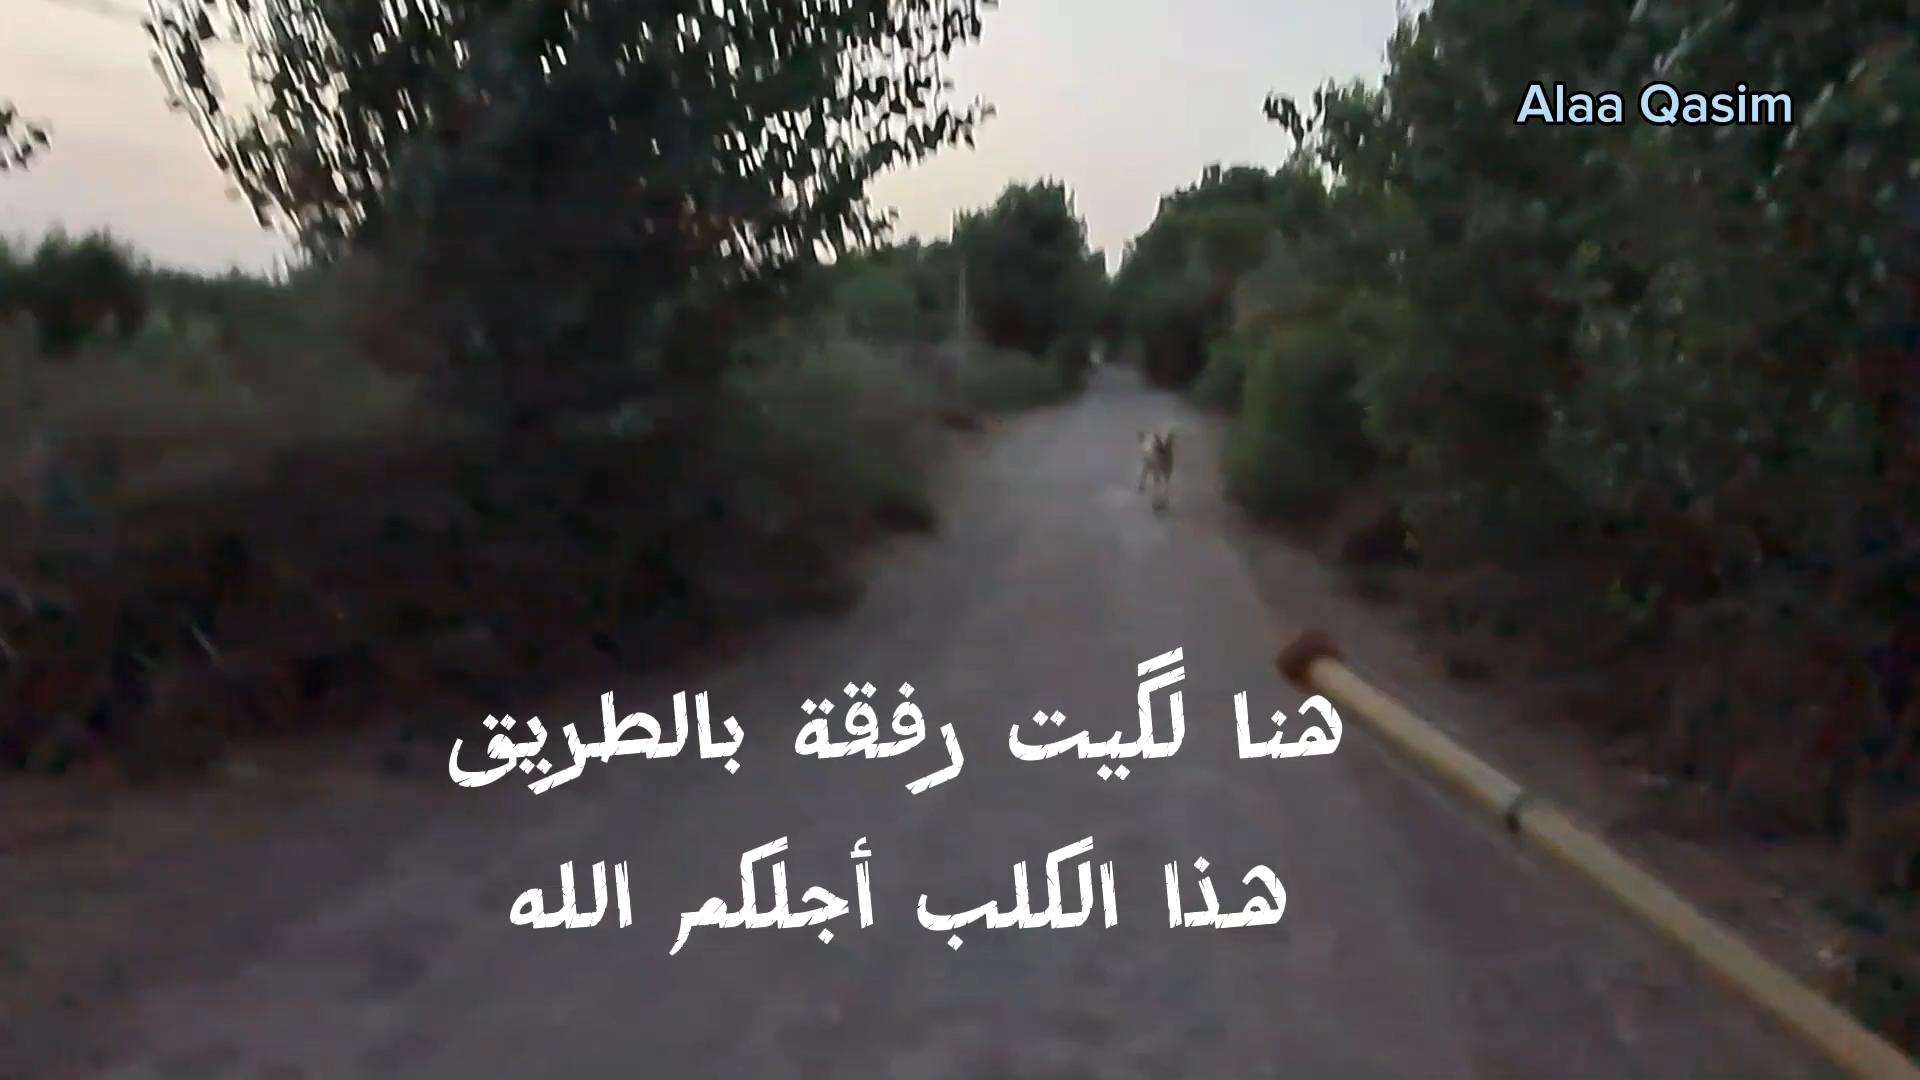 Alaa Qasim
هنا لگيت رفقة بالطريق
هذا الكلب أجلكم الله